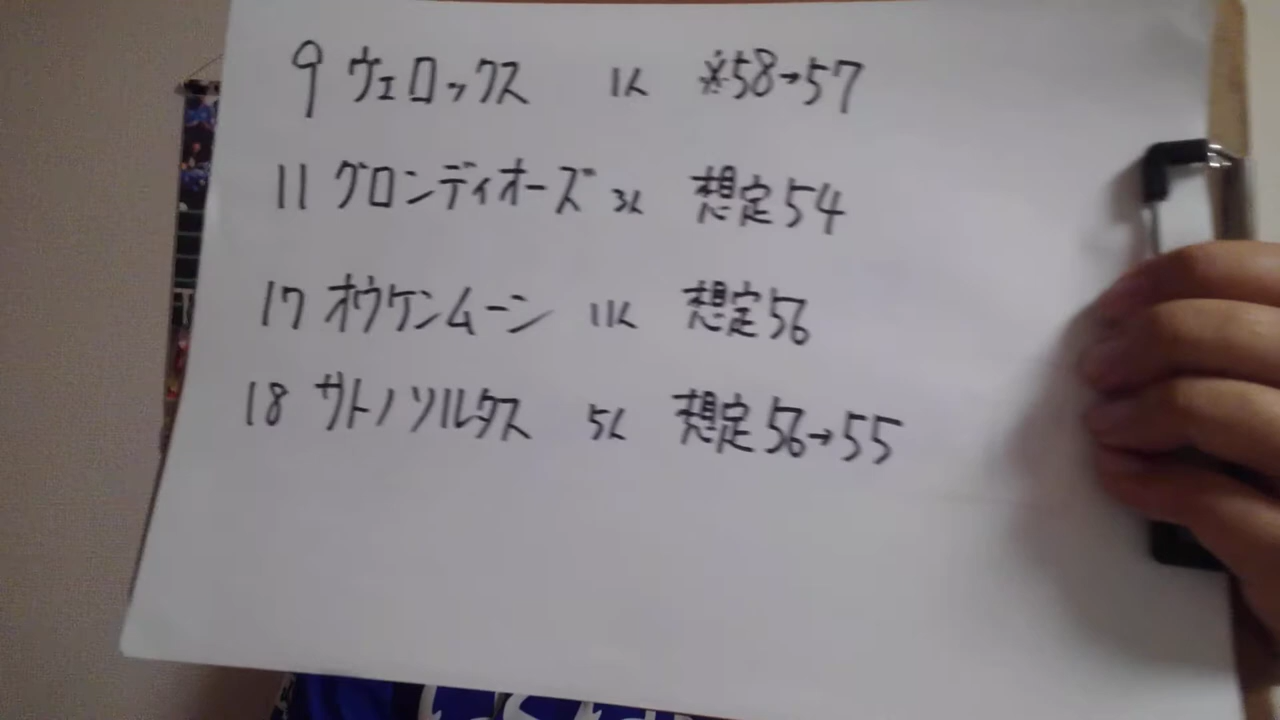 9 ヴェロックス 1人 ※58→57
11 グロンディオーズ 3人 想定54
17 オウケンムーン 11人 想定56
18 サトノソルタス 5人 想定56→55